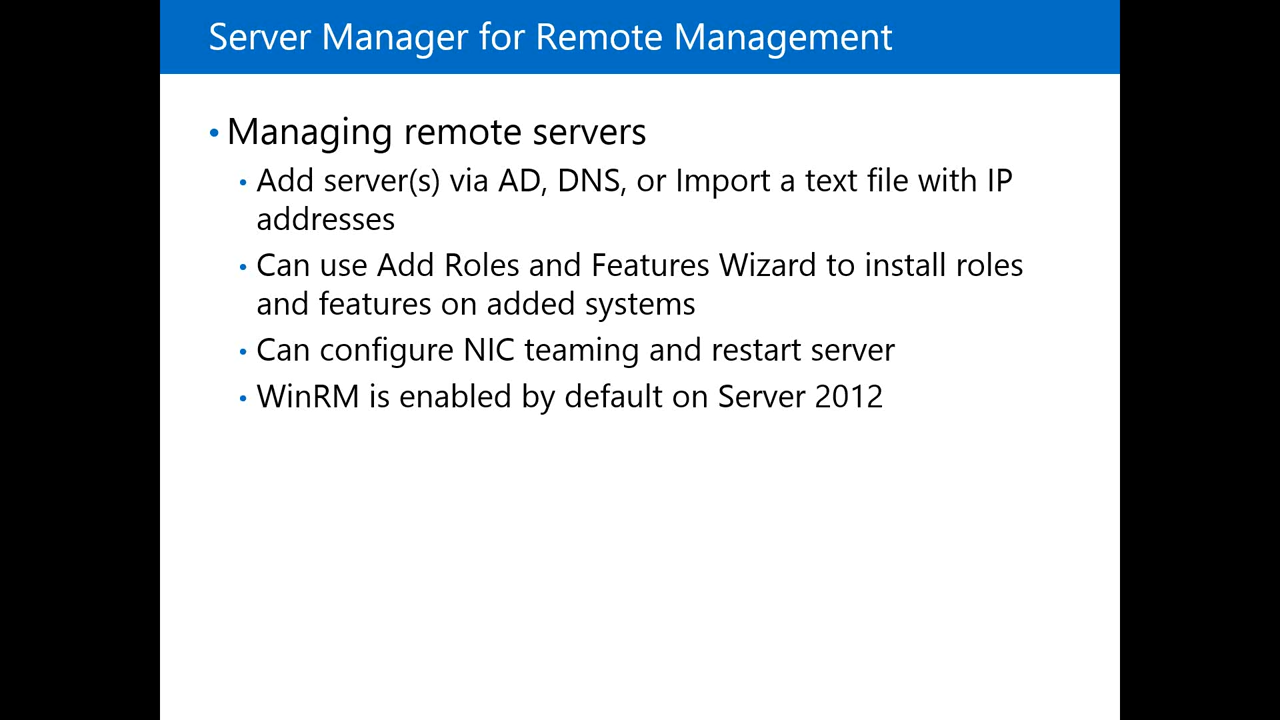 Server Manager for Remote Management
• Managing remote servers
• Add server(s) via AD, DNS, or Import a text file with IP
addresses
• Can use Add Roles and Features Wizard to install roles
and features on added systems
• Can configure NIC teaming and restart server
• WinRM is enabled by default on Server 2012